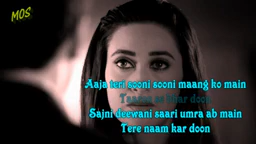 MOS
Aaja teri sooni sooni maang ko main
Sajni deewani saari umra ab main
Tere naam kar doon